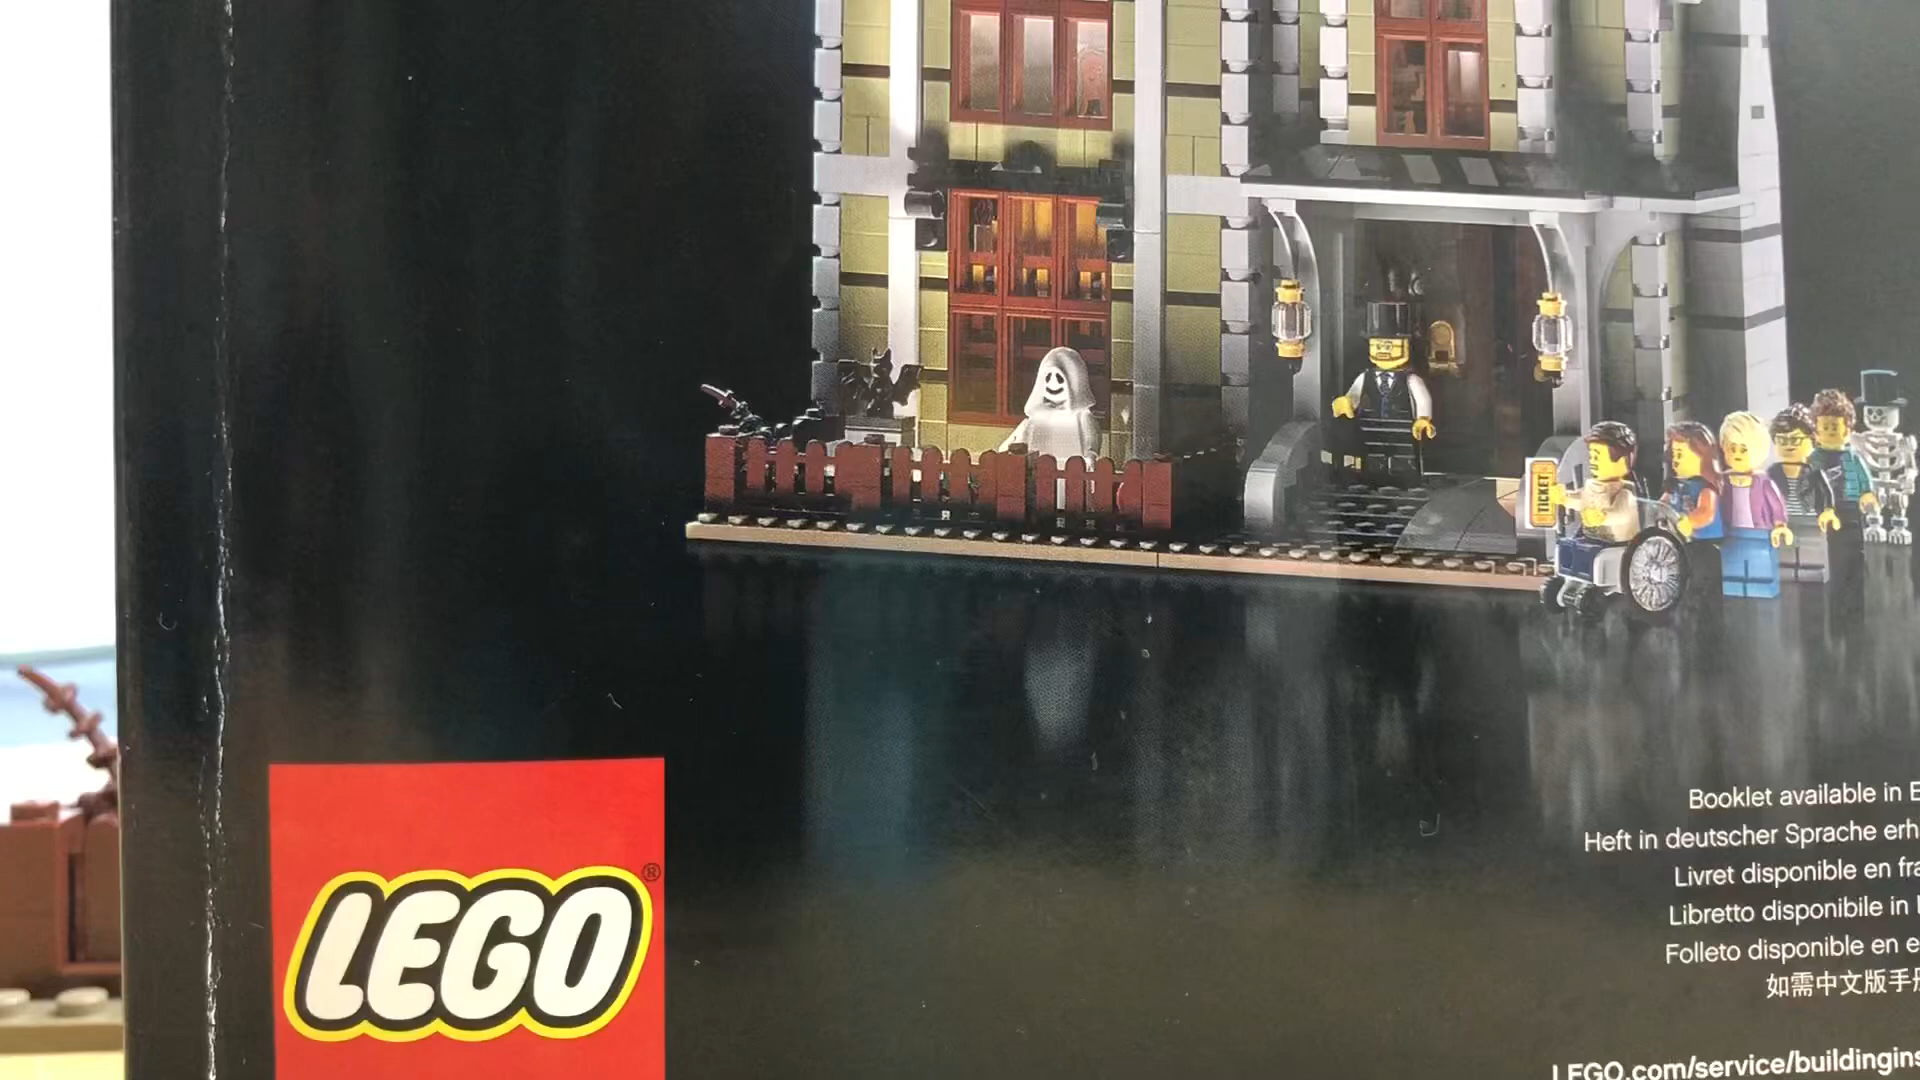 TICKET
Booklet available in E
Heft in deutscher Sprache erh
Livret disponible en fra
Libretto disponibile in
Folleto disponible en e
如需中文版手册
LEGO®
LEGO.com/service/buildingins